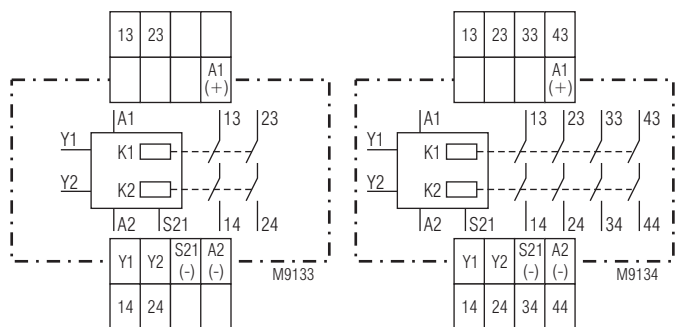 13 23
A1
(+)
A1 13 23
Y1
K1
Y2
K2
A2 S21 14 24
Y1 Y2 S21
(-) A2
(-)
M9133
14 24
13 23 33 43
A1
(+)
A1 13 23 33 43
Y1
K1
Y2
K2
A2 S21 14 24 34 44
Y1 Y2 S21
(-) A2
(-)
M9134
14 24 34 44